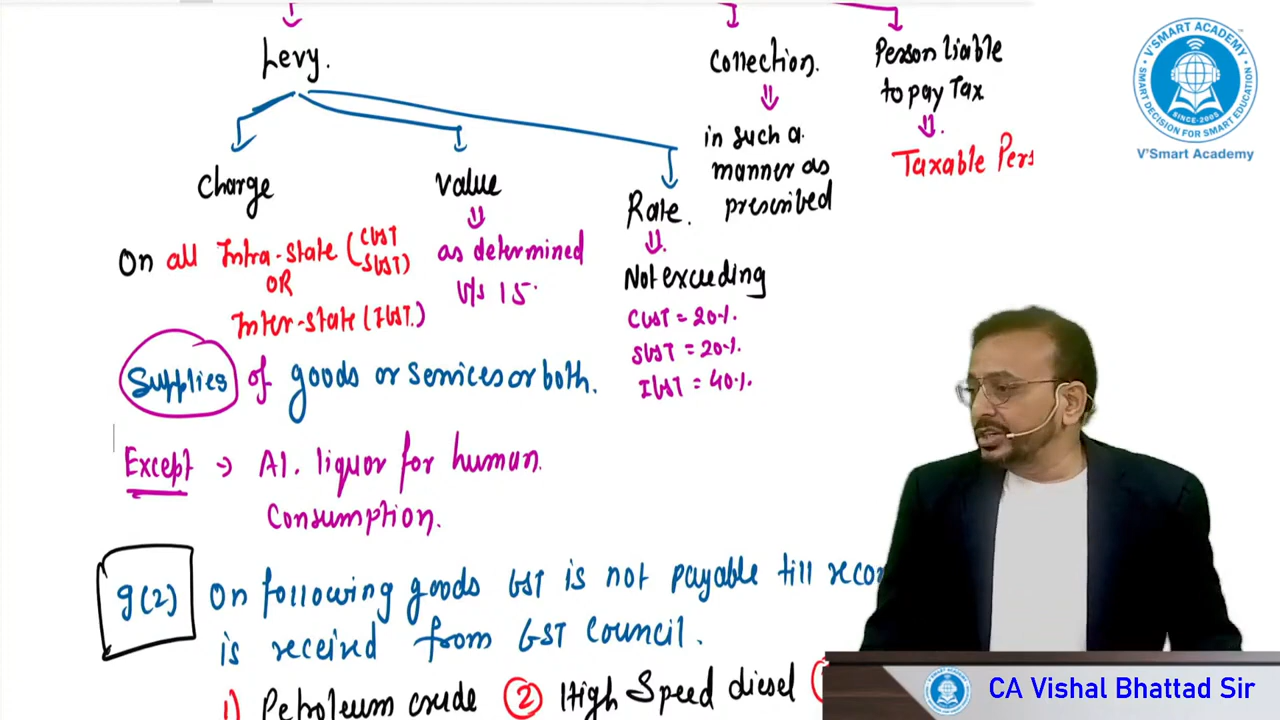 Levy.
Collection.
Person liable
to pay Tax
Taxable Pers
in such a
manner as
prescribed
Charge
Value
Rate.
On all Intra-state (CGST
SGST)
OR
Inter-state (IGST)
as determined
U/s 15.
Not exceeding
CGST = 20%
SGST = 20%
IGST = 40%
Supplies of goods or services or both.
Except → Al. liquor for human
Consumption.
9(2) On following goods GST is not payable till recom
is received from GST Council.
1) Petroleum crude ② High Speed diesel
V'SMART ACADEMY
SMART DECISION FOR SMART EDUCATION
SINCE-2005
V'Smart Academy
CA Vishal Bhattad Sir